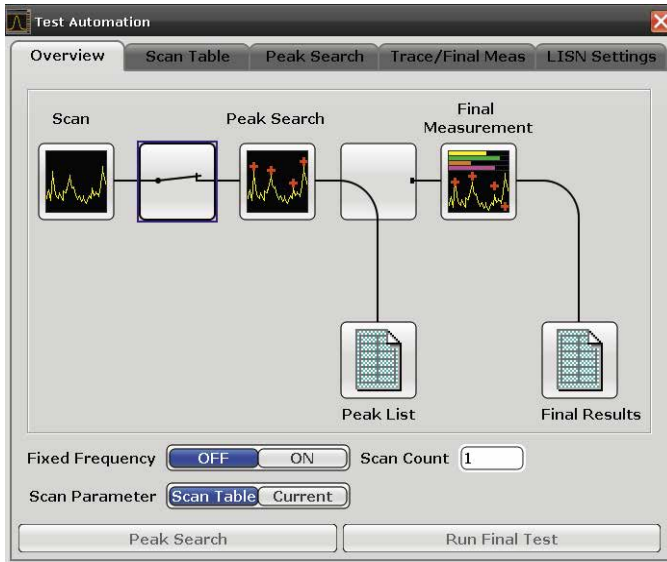 Test Automation
Overview Scan Table Peak Search Trace/Final Meas LISN Settings
Scan Peak Search Final
Measurement
Peak List Final Results
Fixed Frequency OFF ON Scan Count 1
Scan Parameter Scan Table Current
Peak Search Run Final Test